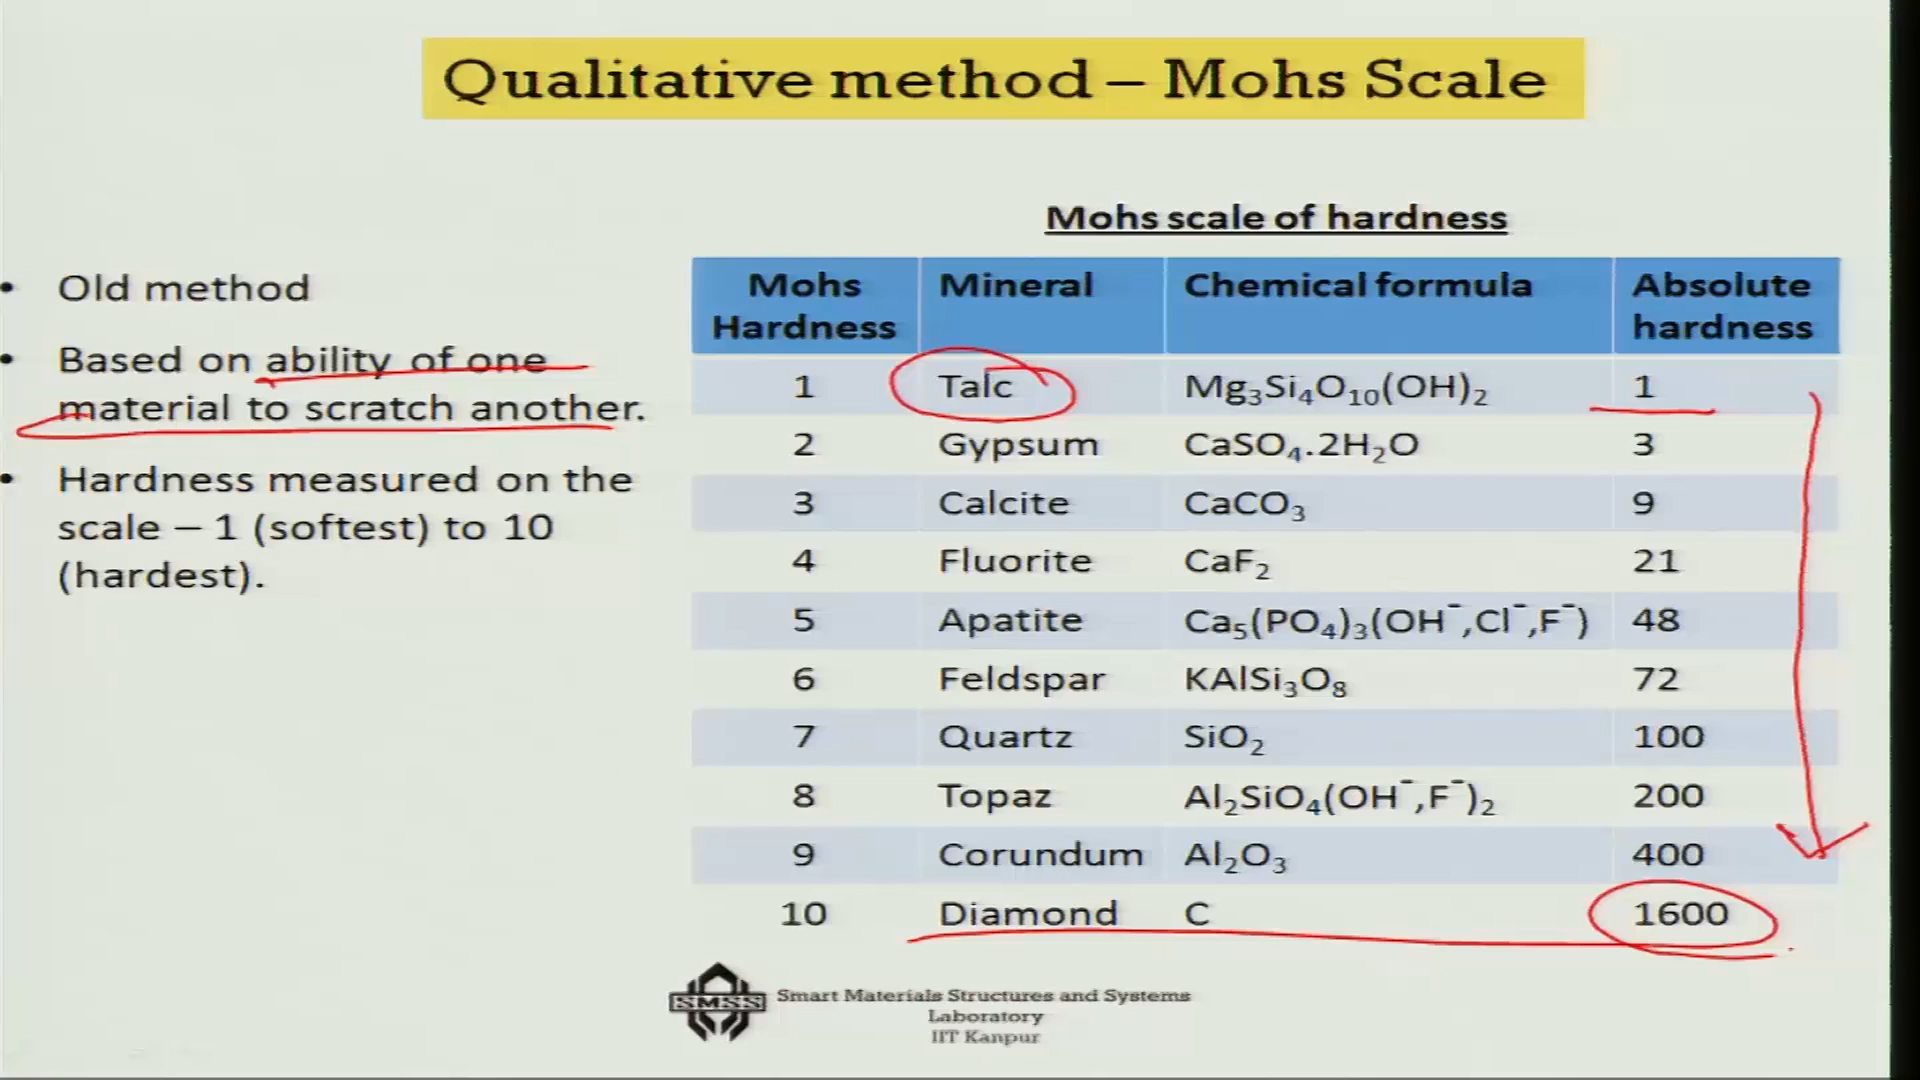 Qualitative method – Mohs Scale
• Old method
• Based on ability of one
material to scratch another.
• Hardness measured on the
scale – 1 (softest) to 10
(hardest).
Mohs scale of hardness
Mohs Hardness | Mineral | Chemical formula | Absolute hardness
1 Talc Mg₃Si₄O₁₀(OH)₂ 1
2 Gypsum CaSO₄.2H₂O 3
3 Calcite CaCO₃ 9
4 Fluorite CaF₂ 21
5 Apatite Ca₅(PO₄)₃(OH⁻,Cl⁻,F⁻) 48
6 Feldspar KAlSi₃O₈ 72
7 Quartz SiO₂ 100
8 Topaz Al₂SiO₄(OH⁻,F⁻)₂ 200
9 Corundum Al₂O₃ 400
10 Diamond C 1600
SMSS
Smart Materials Structures and Systems
Laboratory
IIT Kanpur